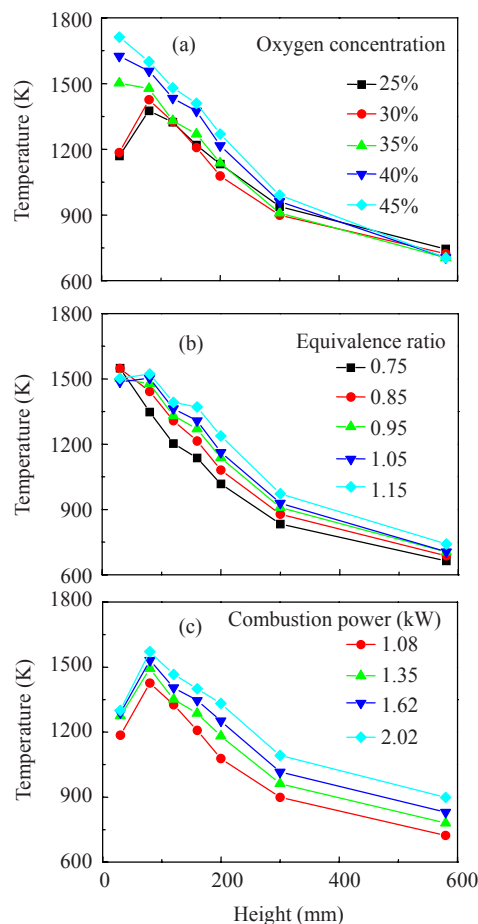 1800
(a)
Oxygen concentration
1500
25%
30%
1200
35%
40%
900
45%
600
Temperature (K)
1800
(b)
Equivalence ratio
0.75
1500
0.85
0.95
1200
1.05
1.15
900
600
Temperature (K)
1800
(c)
Combustion power (kW)
1.08
1500
1.35
1.62
1200
2.02
900
600
Temperature (K)
0 200 400 600
Height (mm)